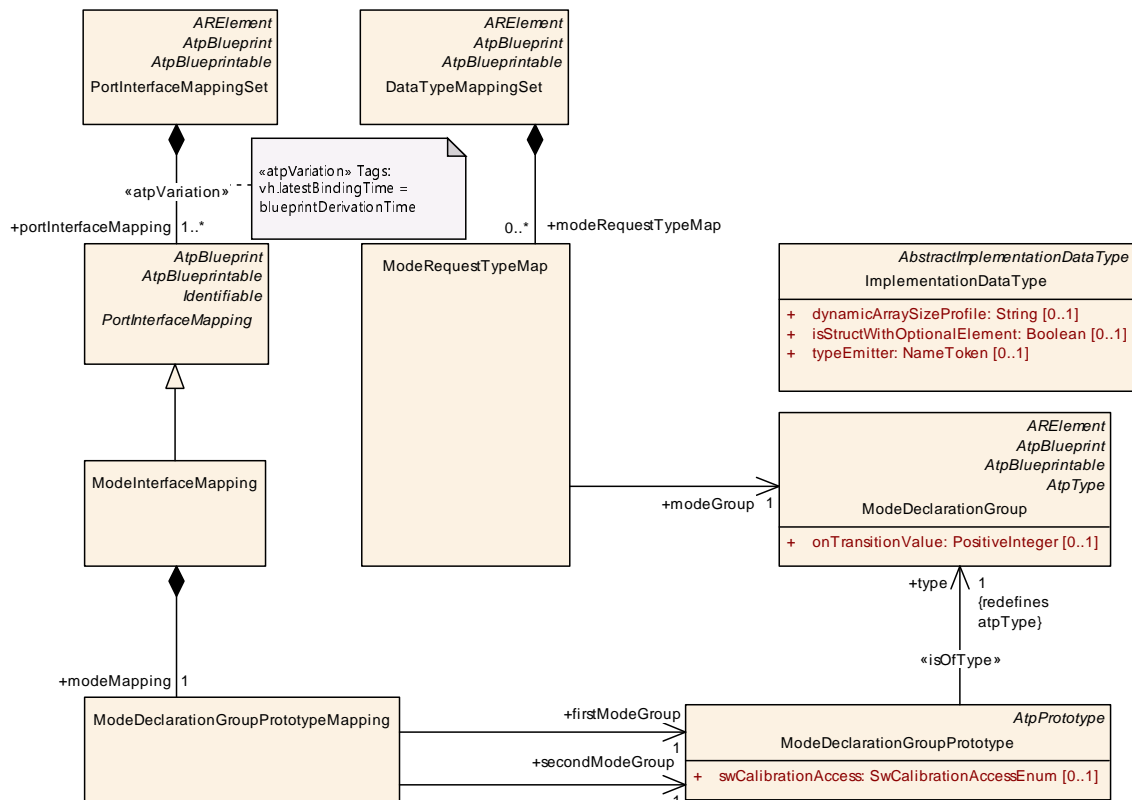 ARElement
AtpBlueprint
AtpBlueprintable
PortInterfaceMappingSet
ARElement
AtpBlueprint
AtpBlueprintable
DataTypeMappingSet
«atpVariation»
«atpVariation» Tags:
vh.latestBindingTime =
blueprintDerivationTime
+portInterfaceMapping
1..*
0..*
+modeRequestTypeMap
AtpBlueprint
AtpBlueprintable
Identifiable
PortInterfaceMapping
ModeRequestTypeMap
AbstractImplementationDataType
ImplementationDataType
+ dynamicArraySizeProfile: String [0..1]
+ isStructWithOptionalElement: Boolean [0..1]
+ typeEmitter: NameToken [0..1]
ModeInterfaceMapping
+modeGroup
1
ARElement
AtpBlueprint
AtpBlueprintable
AtpType
ModeDeclarationGroup
+ onTransitionValue: PositiveInteger [0..1]
+type
1
{redefines
atpType}
«isOfType»
+modeMapping
1
ModeDeclarationGroupPrototypeMapping
+firstModeGroup
1
+secondModeGroup
1
AtpPrototype
ModeDeclarationGroupPrototype
+ swCalibrationAccess: SwCalibrationAccessEnum [0..1]